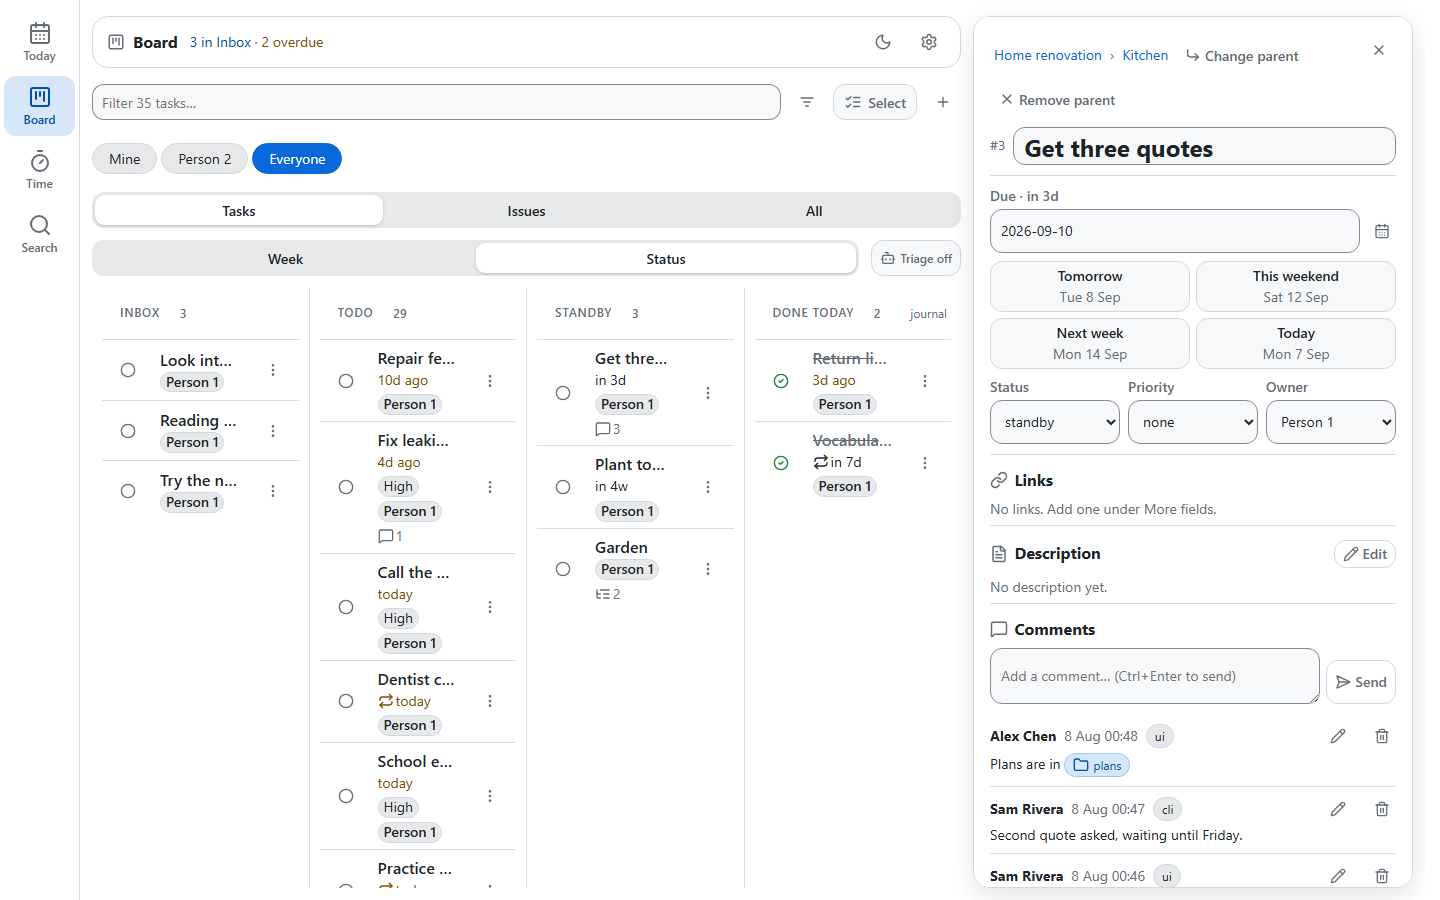 Today
Board
Time
Search
Board 3 in Inbox · 2 overdue
Filter 35 tasks...
Select
Mine Person 2 Everyone
Tasks Issues All
Week Status Triage off
INBOX 3
Look int...
Person 1
Reading ...
Person 1
Try the n...
Person 1
TODO 29
Repair fe...
10d ago
Person 1
Fix leaki...
4d ago
High
Person 1
1
Call the ...
today
High
Person 1
Dentist c...
today
Person 1
School e...
today
High
Person 1
Practice ...
STANDBY 3
Get thre...
in 3d
Person 1
3
Plant to...
in 4w
Person 1
Garden
Person 1
2
DONE TODAY 2 journal
Return li...
3d ago
Person 1
Vocabula...
in 7d
Person 1
Home renovation › Kitchen Change parent
Remove parent
#3 Get three quotes
Due · in 3d
2026-09-10
Tomorrow
Tue 8 Sep
This weekend
Sat 12 Sep
Next week
Mon 14 Sep
Today
Mon 7 Sep
Status Priority Owner
standby none Person 1
Links
No links. Add one under More fields.
Description Edit
No description yet.
Comments
Add a comment... (Ctrl+Enter to send)
Send
Alex Chen 8 Aug 00:48 ui
Plans are in plans
Sam Rivera 8 Aug 00:47 cli
Second quote asked, waiting until Friday.
Sam Rivera 8 Aug 00:46 ui